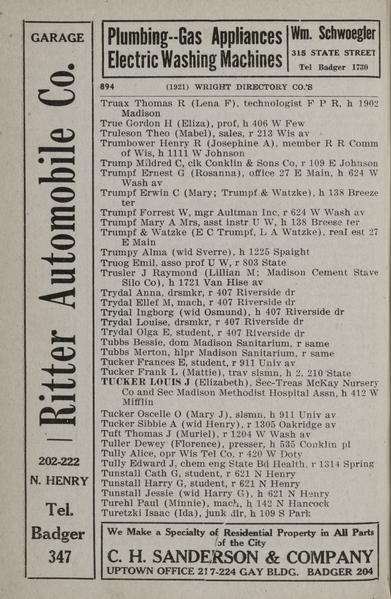 GARAGE
Ritter Automobile Co.
202-222
N. HENRY
Tel.
Badger
347
Plumbing--Gas Appliances
Electric Washing Machines
Wm. Schwoegler
315 STATE STREET
Tel Badger 1730
894 (1921) WRIGHT DIRECTORY CO.'S
Truax Thomas R (Lena F), technologist F P R, h 1902
Madison
True Gordon H (Eliza), prof, h 406 W Few
Truleson Theo (Mabel), sales, r 213 Wis av
Trumbower Henry R (Josephine A), member R R Comm
of Wis, h 1111 W Johnson
Trump Mildred C, clk Conklin & Sons Co, r 109 E Johnson
Trumpf Ernest G (Rosanna), office 27 E Main, h 624 W
Wash av
Trumpf Erwin C (Mary; Trumpf & Watzke), h 138 Breeze
ter
Trumpf Forrest W, mgr Aultman Inc, r 624 W Wash av
Trumpf Mary A Mrs, asst instr U W, h 138 Breeze ter
Trumpf & Watzke (E C Trumpf, L A Watzke), real est 27
E Main
Trumpy Alma (wid Sverre), h 1225 Spaight
Truog Emil, asso prof U W, r 803 State
Trusler J Raymond (Lillian M; Madison Cement Stave
Silo Co), h 1721 Van Hise av
Trydal Anna, drsmkr, r 407 Riverside dr
Trydal Ellef M, mach, r 407 Riverside dr
Trydal Ingborg (wid Osmund), h 407 Riverside dr
Trydal Louise, drsmkr, r 407 Riverside dr
Trydal Olga E, student, r 407 Riverside dr
Tubbs Bessie, dom Madison Sanitarium, r same
Tubbs Merton, hlpr Madison Sanitarium, r same
Tucker Frances E, student, r 911 Univ av
Tucker Frank L (Mattie), trav slsmn, h 2, 210 State
TUCKER LOUIS J (Elizabeth), Sec-Treas McKay Nursery
Co and Sec Madison Methodist Hospital Assn, h 412 W
Mifflin
Tucker Oscelle O (Mary J), slsmn, h 911 Univ av
Tucker Sibbie A (wid Henry), r 1305 Oakridge av
Tuft Thomas J (Muriel), r 1204 W Wash av
Tuller Dewey (Florence), presser, h 535 Conklin pl
Tully Alice, opr Wis Tel Co, r 420 W Doty
Tully Edward J, chem eng State Bd Health, r 1314 Spring
Tunstall Cath G, student, r 621 N Henry
Tunstall Harry G, student, r 621 N Henry
Tunstall Jessie (wid Harry G), h 621 N Henry
Turehl Paul (Minnie), mach, h 142 N Hancock
Turetzki Isaac (Ida), junk dlr, h 109 S Park
We Make a Specialty of Residential Property in All Parts
of the City
C. H. SANDERSON & COMPANY
UPTOWN OFFICE 217-224 GAY BLDG. BADGER 204